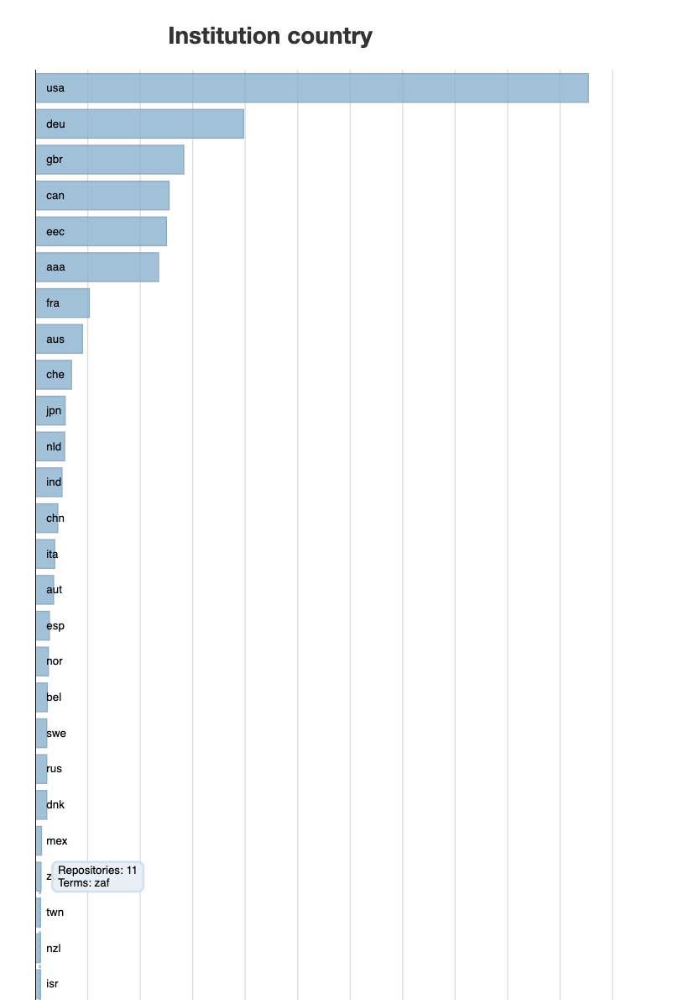 Institution country
usa
deu
gbr
can
eec
aaa
fra
aus
che
jpn
nld
ind
chn
ita
aut
esp
nor
bel
swe
rus
dnk
mex
z
Repositories: 11
Terms: zaf
twn
nzl
isr